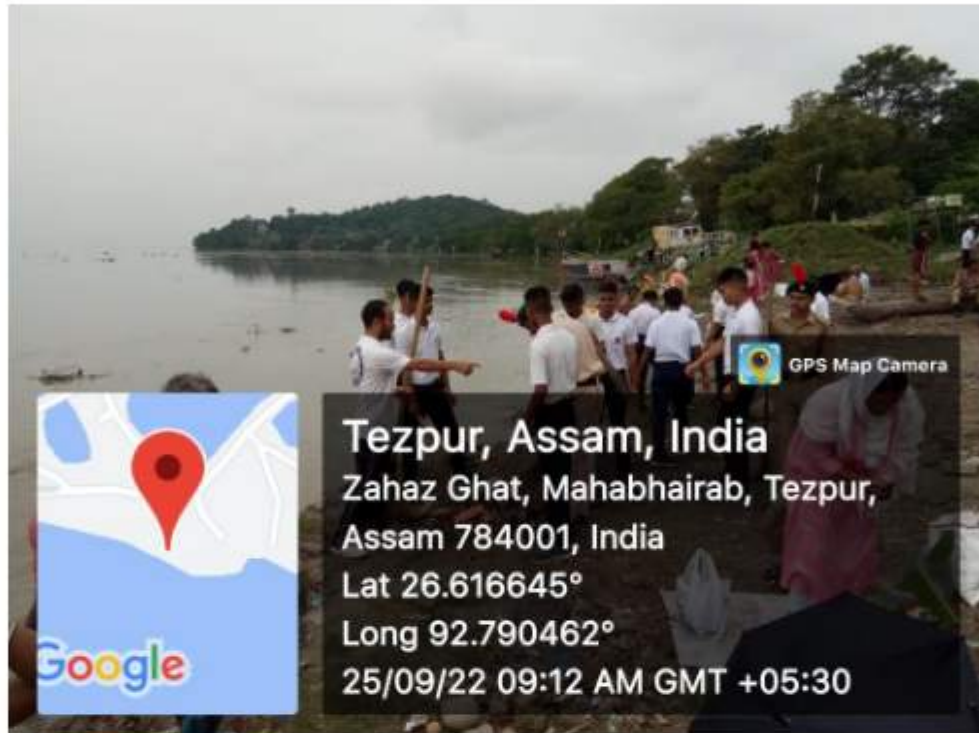 GPS Map Camera
Tezpur, Assam, India
Zahaz Ghat, Mahabhairab, Tezpur,
Assam 784001, India
Lat 26.616645°
Long 92.790462°
25/09/22 09:12 AM GMT +05:30
Google